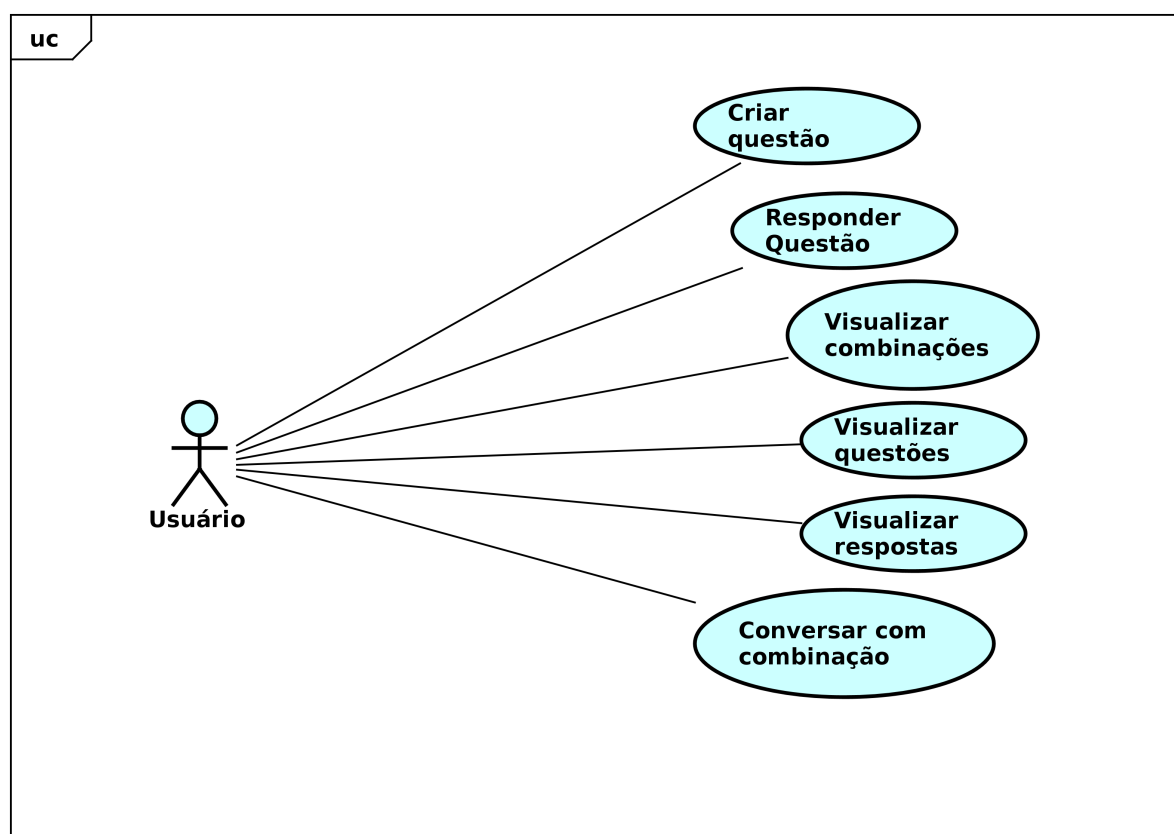 uc
Criar
questão
Responder
Questão
Visualizar
combinações
Visualizar
questões
Usuário
Visualizar
respostas
Conversar com
combinação